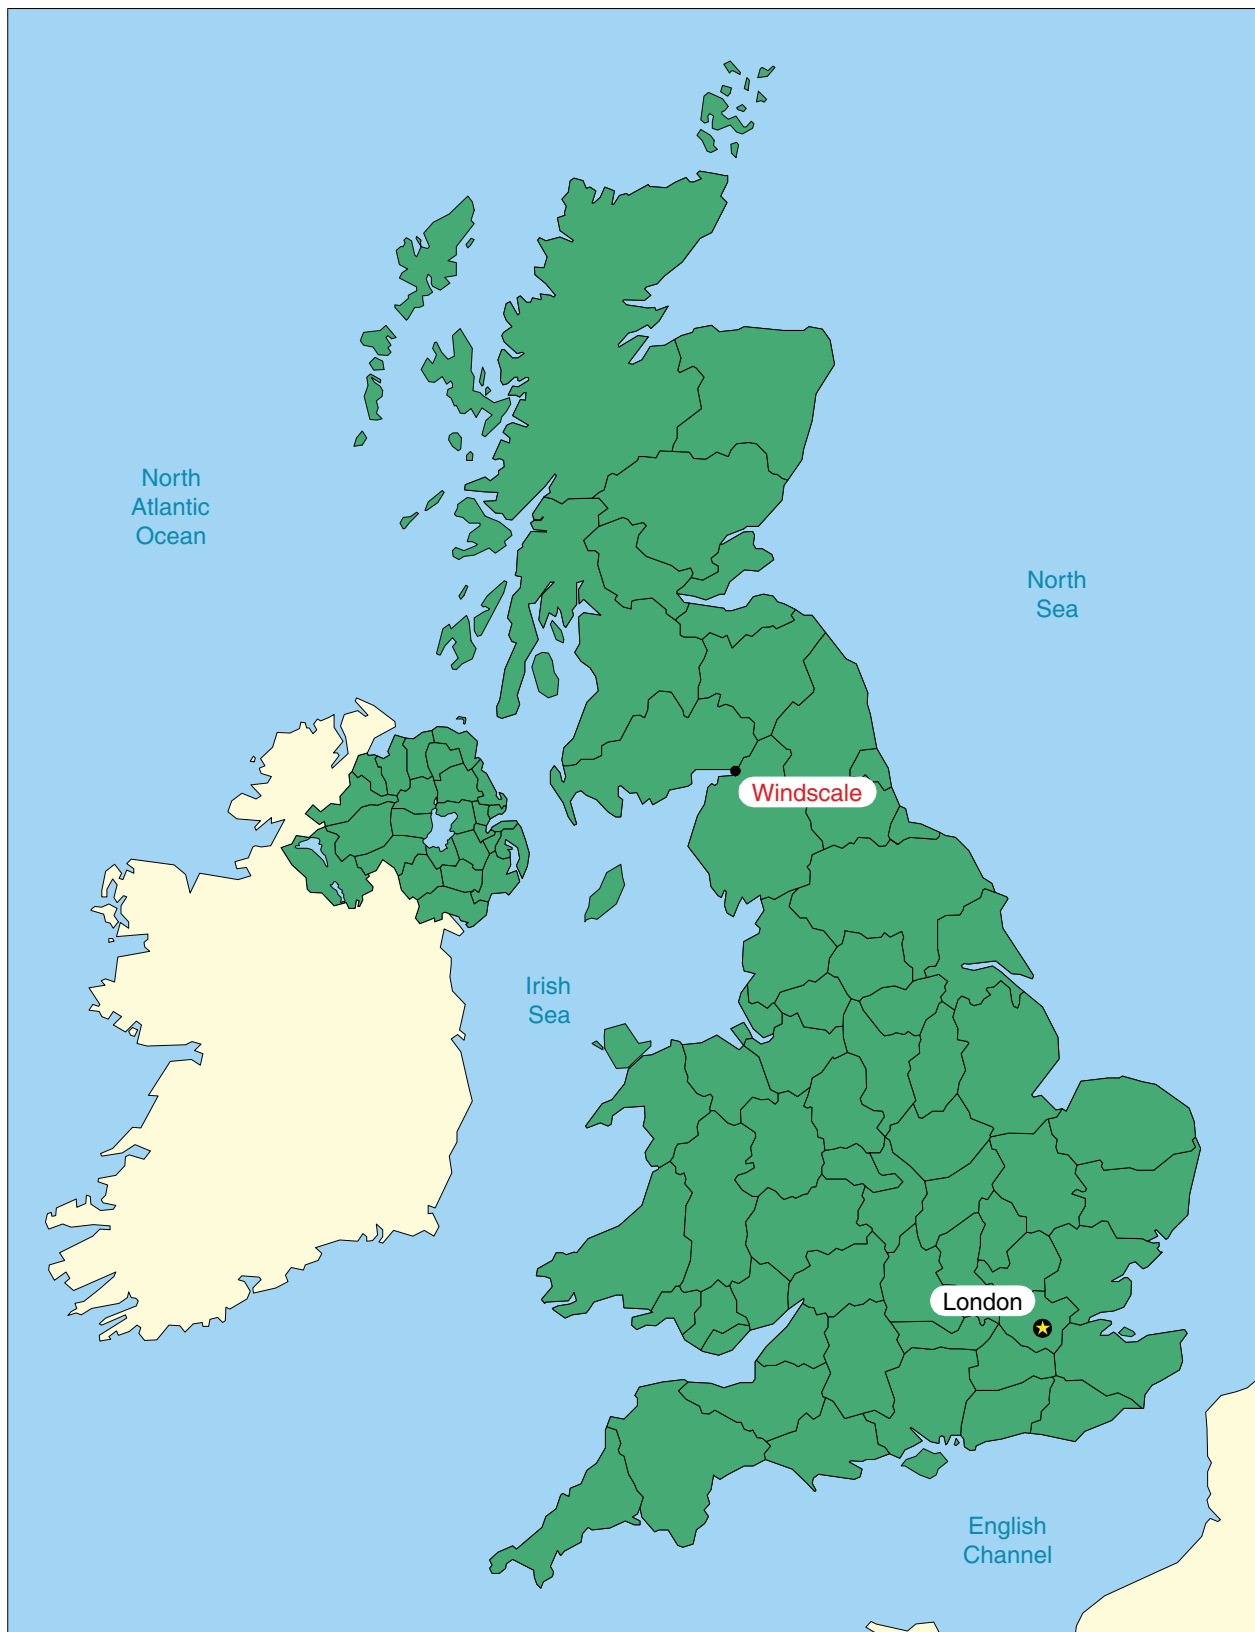 North
Atlantic
Ocean
North
Sea
Windscale
Irish
Sea
London
English
Channel